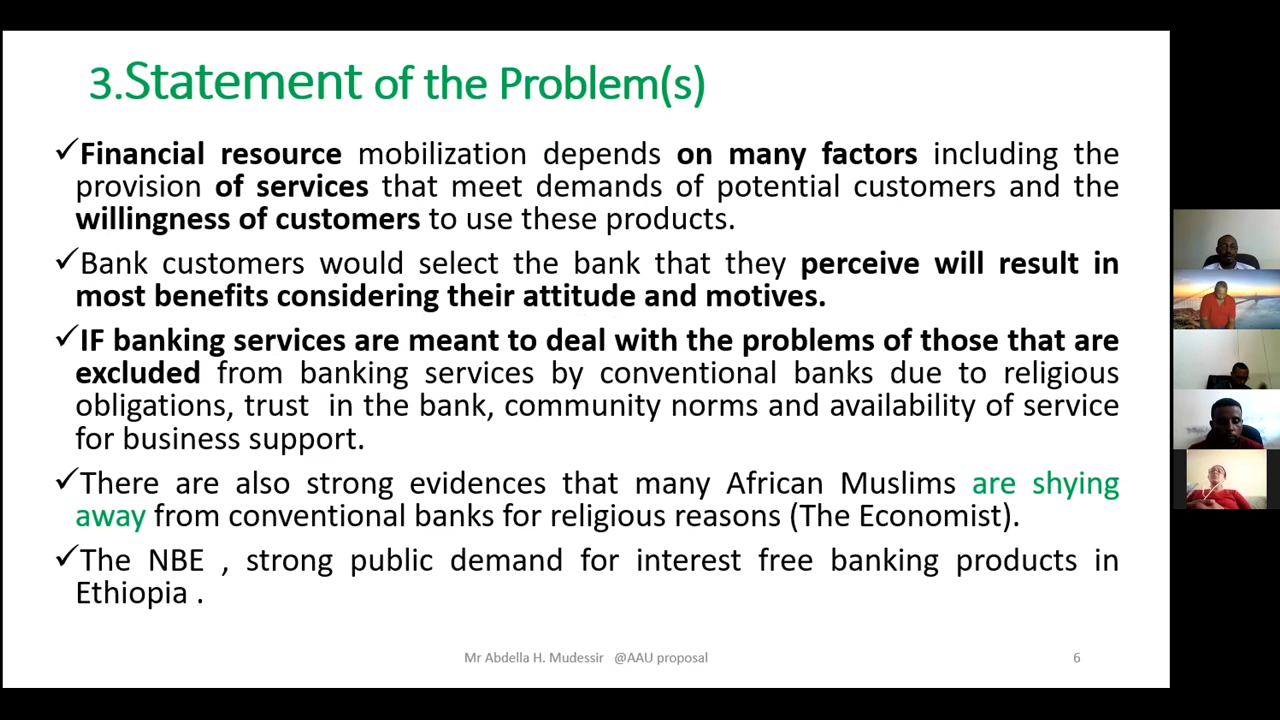 3.Statement of the Problem(s)
✓Financial resource mobilization depends on many factors including the
provision of services that meet demands of potential customers and the
willingness of customers to use these products.
✓Bank customers would select the bank that they perceive will result in
most benefits considering their attitude and motives.
✓IF banking services are meant to deal with the problems of those that are
excluded from banking services by conventional banks due to religious
obligations, trust in the bank, community norms and availability of service
for business support.
✓There are also strong evidences that many African Muslims are shying
away from conventional banks for religious reasons (The Economist).
✓The NBE , strong public demand for interest free banking products in
Ethiopia .
Mr Abdella H. Mudessir @AAU proposal
6